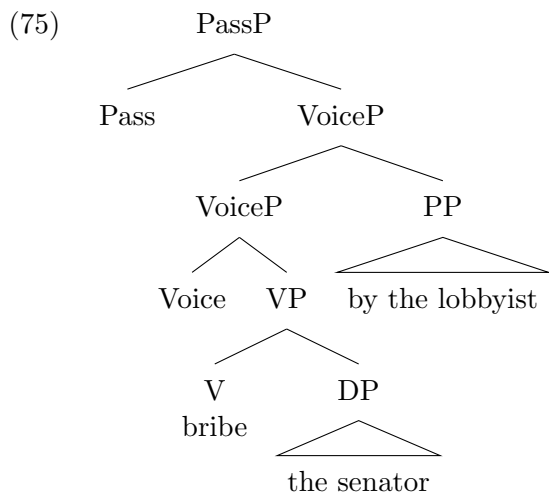 (75) PassP
Pass VoiceP
VoiceP PP
Voice VP by the lobbyist
V DP
bribe
the senator